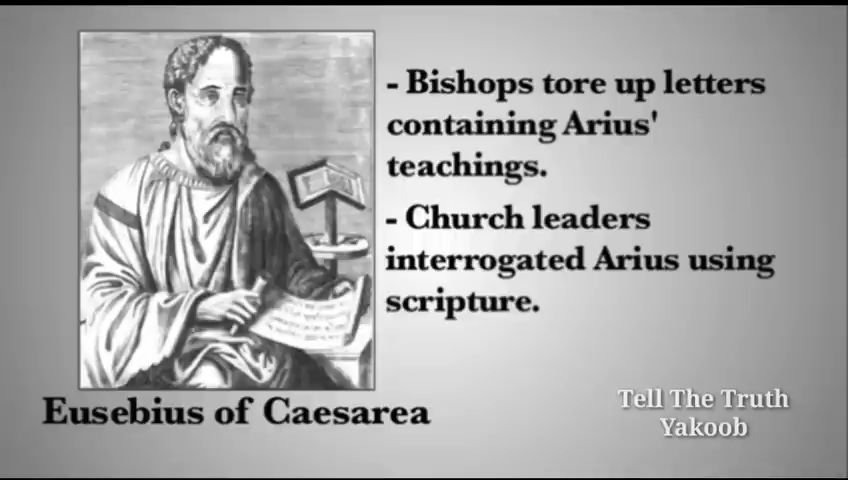 - Bishops tore up letters
containing Arius'
teachings.
- Church leaders
interrogated Arius using
scripture.
Eusebius of Caesarea
Tell The Truth
Yakoob